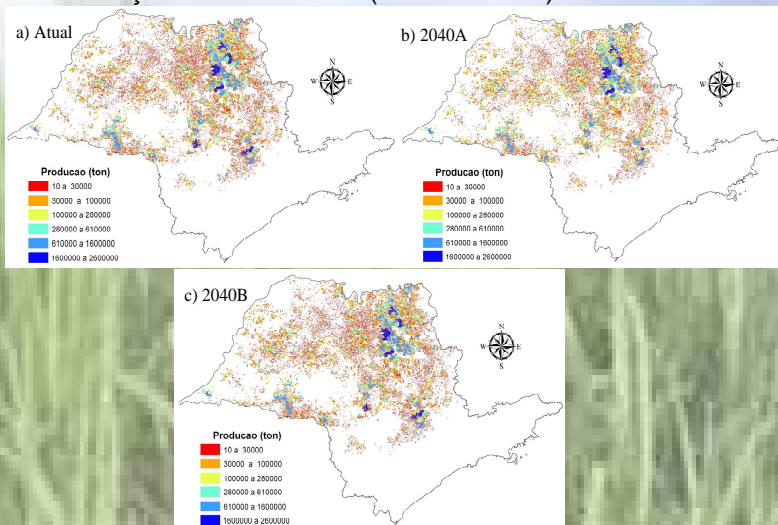 a) Atual
N
W E
S
Producao (ton)
10 a 30000
30000 a 100000
100000 a 280000
280000 a 610000
610000 a 1600000
1600000 a 2600000
b) 2040A
N
W E
S
Producao (ton)
10 a 30000
30000 a 100000
100000 a 280000
280000 a 610000
610000 a 1600000
1600000 a 2600000
c) 2040B
N
W E
S
Producao (ton)
10 a 30000
30000 a 100000
100000 a 280000
280000 a 610000
610000 a 1600000
1600000 a 2600000